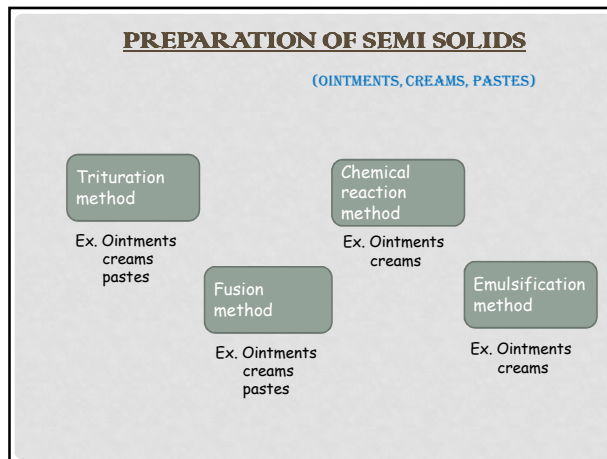 PREPARATION OF SEMI SOLIDS
(OINTMENTS, CREAMS, PASTES)
Trituration
method
Ex. Ointments
creams
pastes
Fusion
method
Ex. Ointments
creams
pastes
Chemical
reaction
method
Ex. Ointments
creams
Emulsification
method
Ex. Ointments
creams